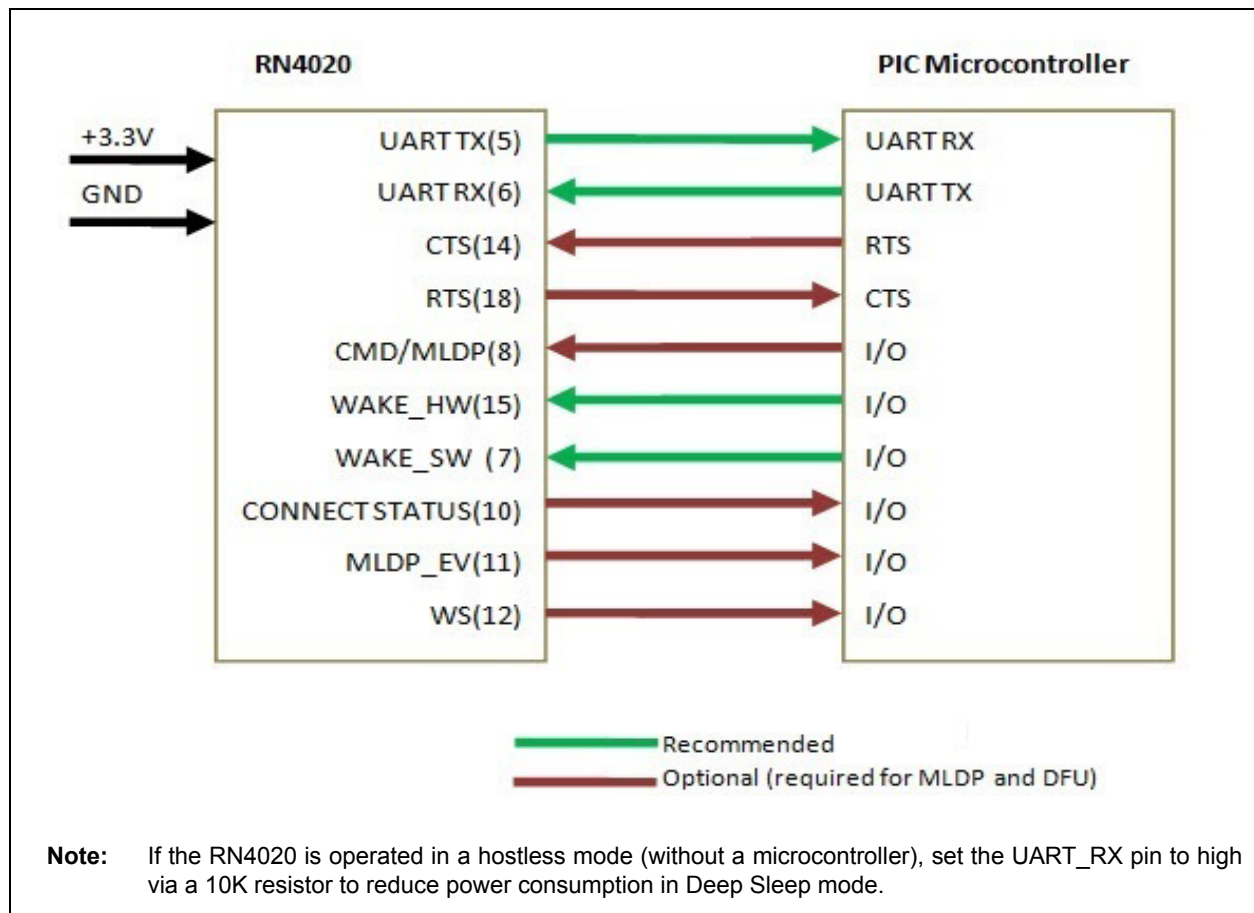 RN4020 PIC Microcontroller
+3.3V
GND
UART TX(5) UART RX
UART RX(6) UART TX
CTS(14) RTS
RTS(18) CTS
CMD/MLDP(8) I/O
WAKE_HW(15) I/O
WAKE_SW (7) I/O
CONNECT STATUS(10) I/O
MLDP_EV(11) I/O
WS(12) I/O
Recommended
Optional (required for MLDP and DFU)
Note: If the RN4020 is operated in a hostless mode (without a microcontroller), set the UART_RX pin to high
via a 10K resistor to reduce power consumption in Deep Sleep mode.